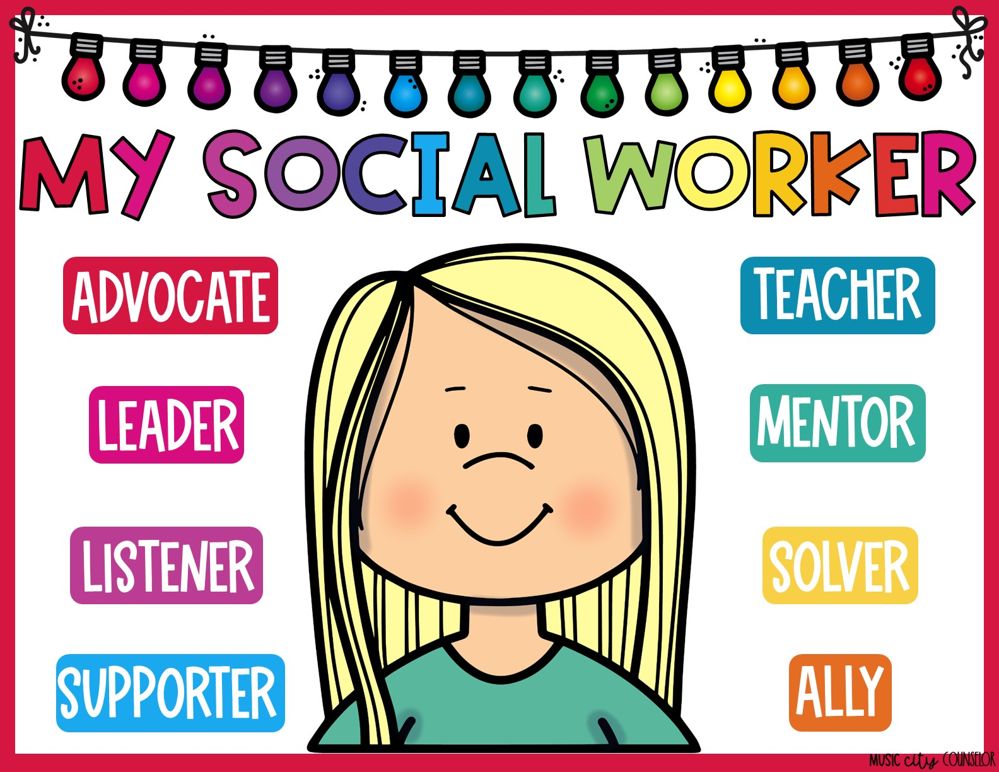 MY SOCIAL WORKER
ADVOCATE
LEADER
LISTENER
SUPPORTER
TEACHER
MENTOR
SOLVER
ALLY
MUSIC city COUNSELOR